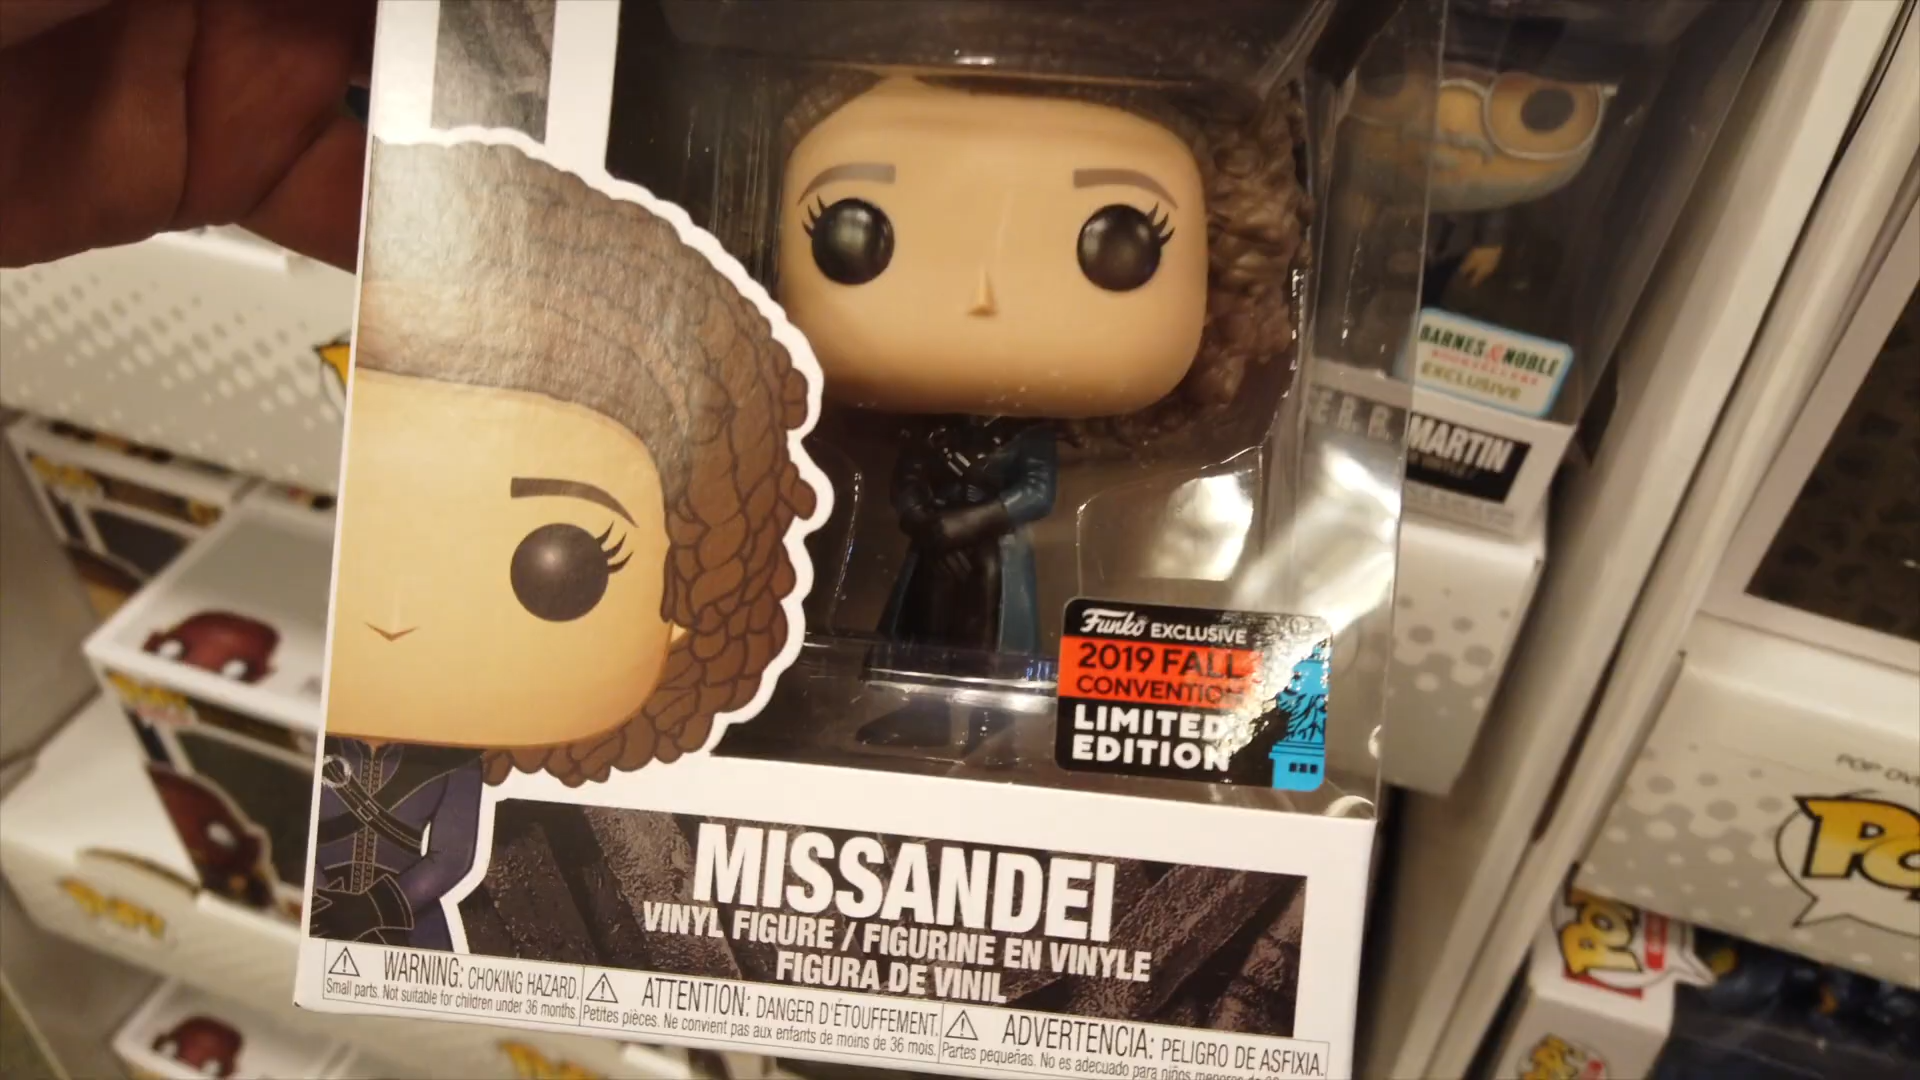 BARNES & NOBLE
BOOKSELLERS
EXCLUSIVE
R. R. MARTIN
Funko EXCLUSIVE
2019 FALL
CONVENTION
LIMITED
EDITION
MISSANDEI
VINYL FIGURE / FIGURINE EN VINYLE
FIGURA DE VINIL
WARNING: CHOKING HAZARD.
Small parts. Not suitable for children under 36 months.
ATTENTION: DANGER D'ÉTOUFFEMENT.
Petites pièces. Ne convient pas aux enfants de moins de 36 mois.
ADVERTENCIA: PELIGRO DE ASFIXIA.
Partes pequeñas. No es adecuado para niños menores de
POP
POP